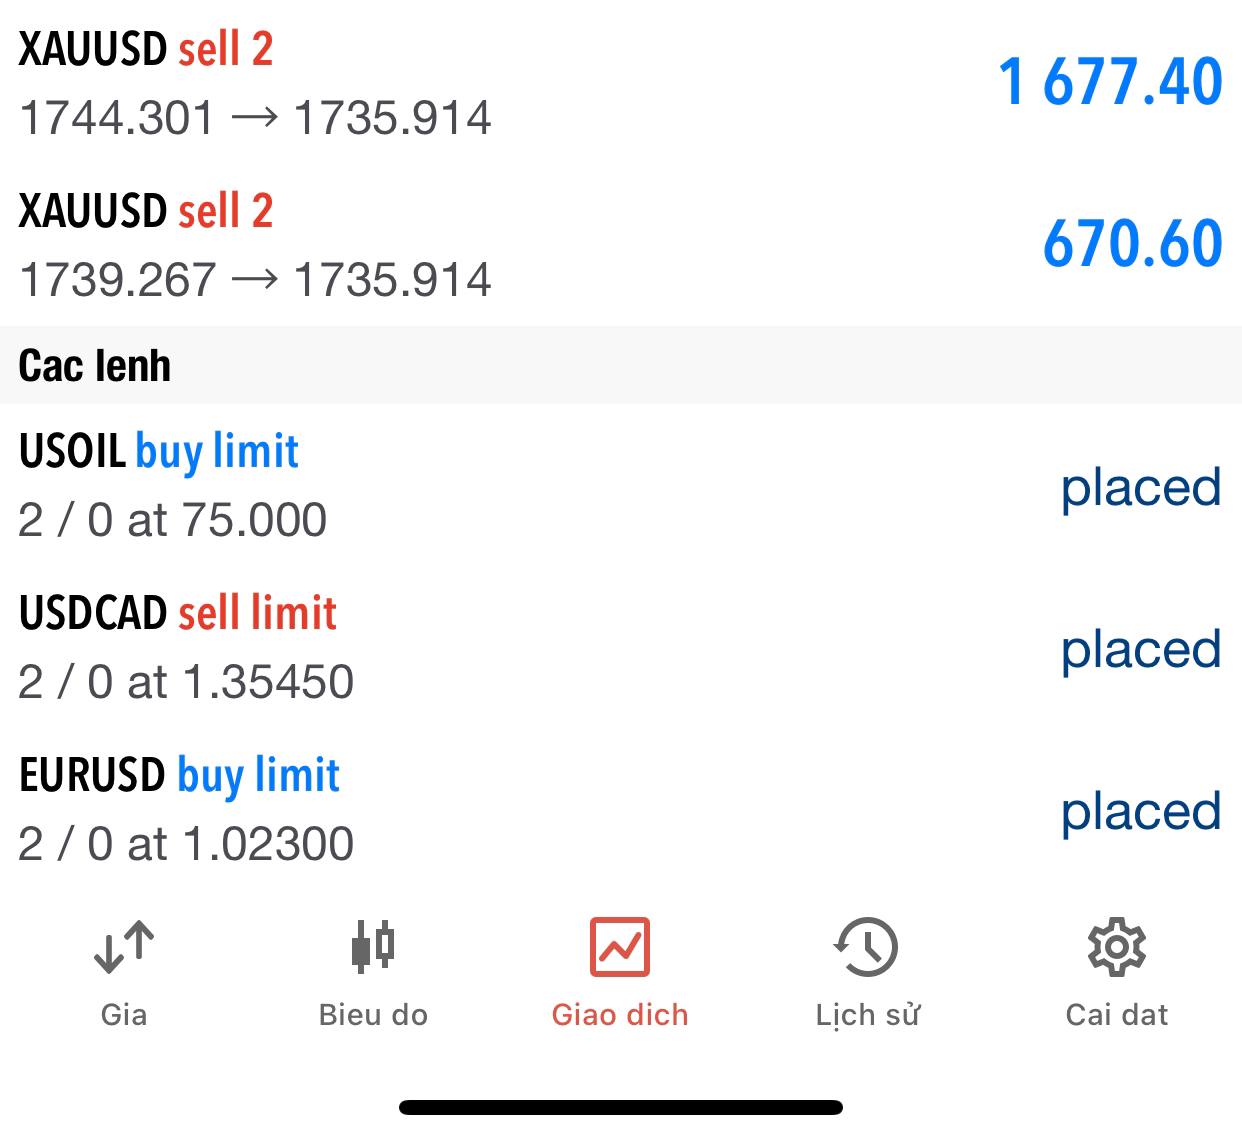 XAUUSD sell 2
1744.301 → 1735.914
1 677.40
XAUUSD sell 2
1739.267 → 1735.914
670.60
Cac lenh
USOIL buy limit
2 / 0 at 75.000
placed
USDCAD sell limit
2 / 0 at 1.35450
placed
EURUSD buy limit
2 / 0 at 1.02300
placed
Gia
Bieu do
Giao dich
Lịch sử
Cai dat